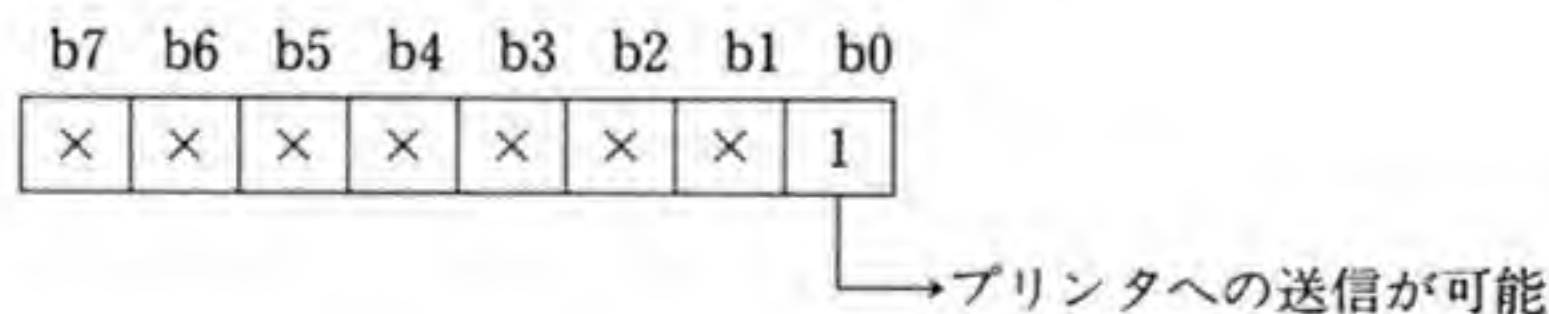 b7 b6 b5 b4 b3 b2 b1 b0
× × × × × × × 1
プリンタへの送信が可能